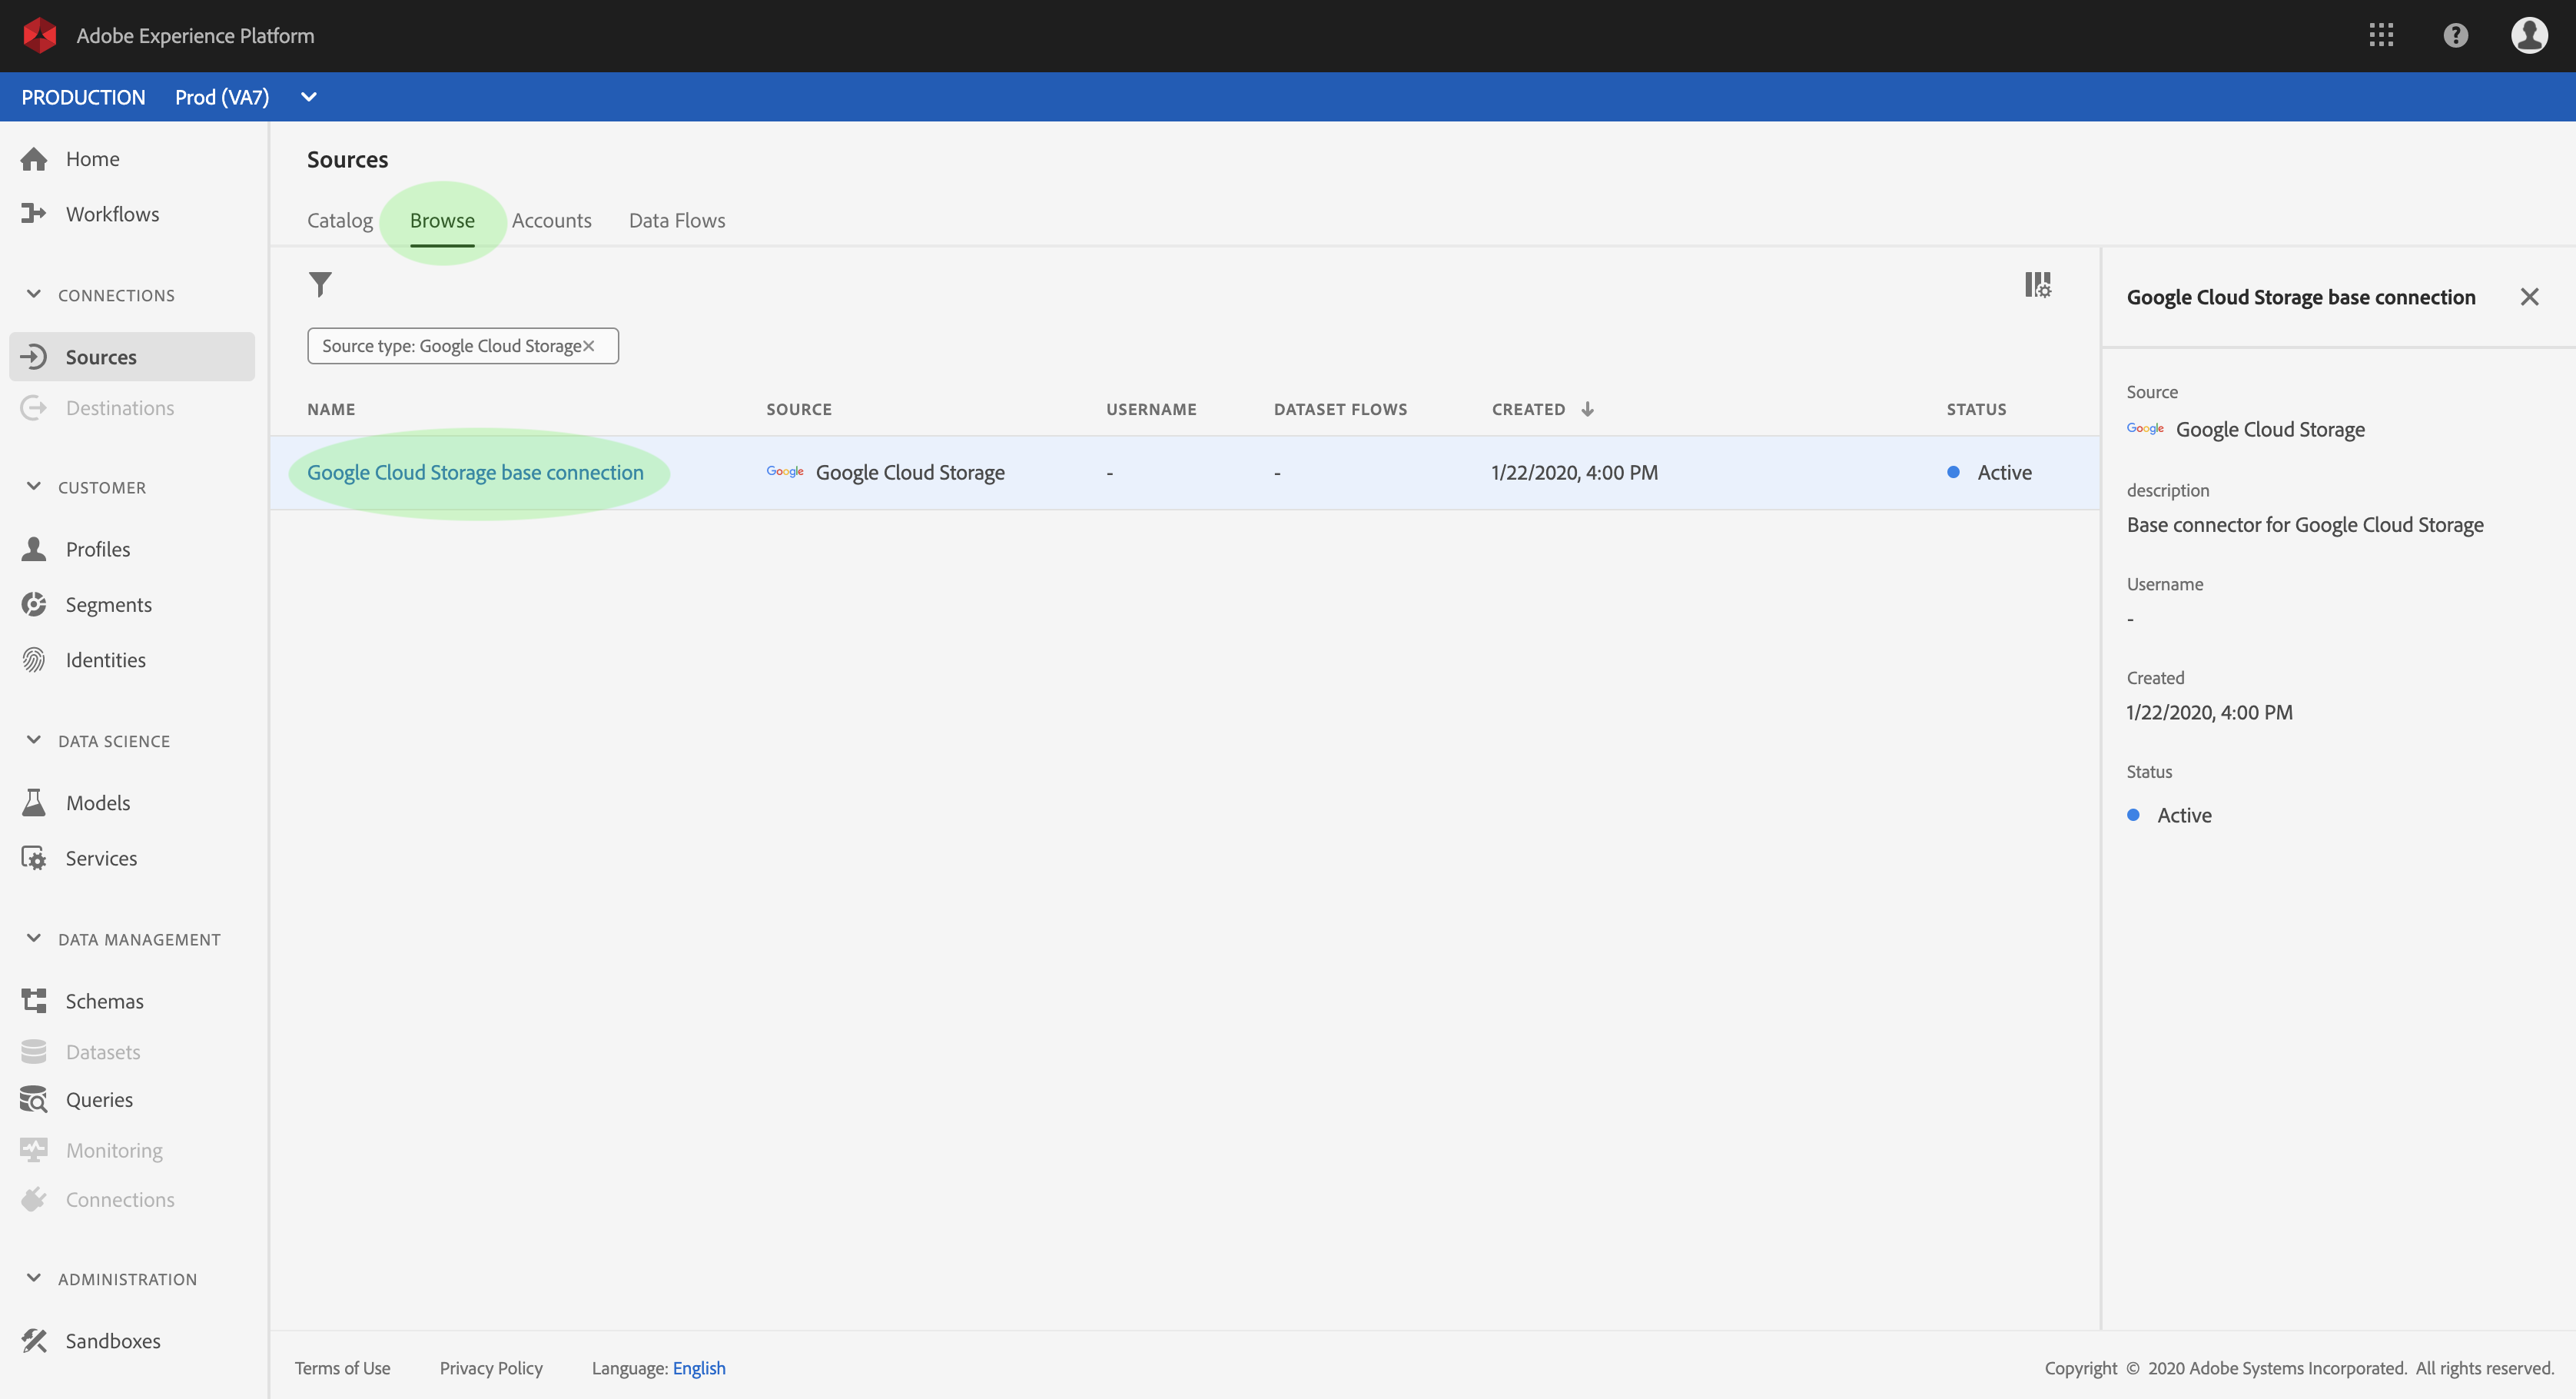 Adobe Experience Platform
PRODUCTION Prod (VA7)
Home
Workflows
CONNECTIONS
Sources
Destinations
CUSTOMER
Profiles
Segments
Identities
DATA SCIENCE
Models
Services
DATA MANAGEMENT
Schemas
Datasets
Queries
Monitoring
Connections
ADMINISTRATION
Sandboxes
Sources
Catalog Browse Accounts Data Flows
Source type: Google Cloud Storage
NAME SOURCE USERNAME DATASET FLOWS CREATED STATUS
Google Cloud Storage base connection Google Google Cloud Storage - - 1/22/2020, 4:00 PM Active
Google Cloud Storage base connection
Source
Google Google Cloud Storage
description
Base connector for Google Cloud Storage
Username
-
Created
1/22/2020, 4:00 PM
Status
Active
Terms of Use Privacy Policy Language: English
Copyright © 2020 Adobe Systems Incorporated. All rights reserved.